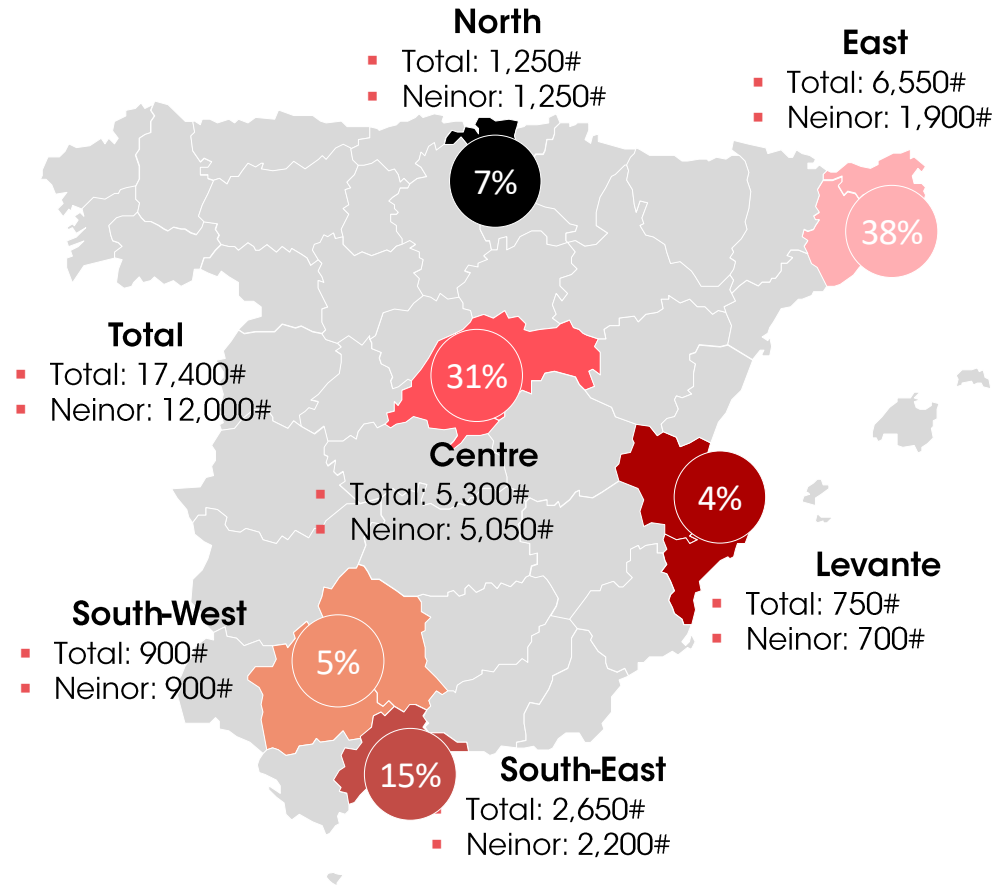 North
▪ Total: 1,250#
▪ Neinor: 1,250#
7%
East
▪ Total: 6,550#
▪ Neinor: 1,900#
38%
Total
▪ Total: 17,400#
▪ Neinor: 12,000#
31%
Centre
▪ Total: 5,300#
▪ Neinor: 5,050#
4%
Levante
▪ Total: 750#
▪ Neinor: 700#
South-West
▪ Total: 900#
▪ Neinor: 900#
5%
15%
South-East
▪ Total: 2,650#
▪ Neinor: 2,200#